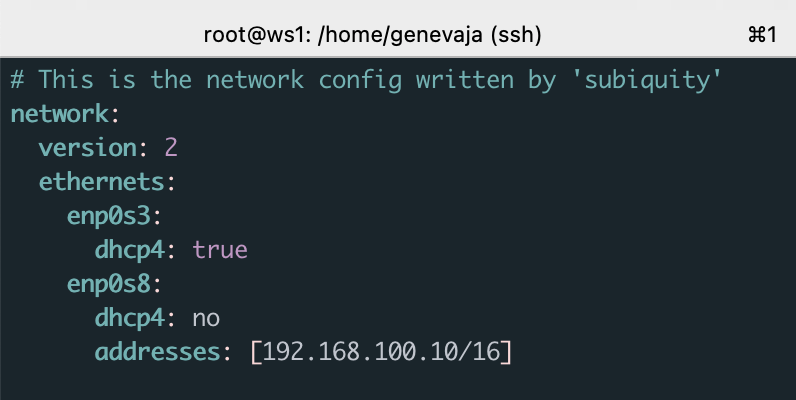 root@ws1: /home/genevaja (ssh) ⌘1
# This is the network config written by 'subiquity'
network:
  version: 2
  ethernets:
    enp0s3:
      dhcp4: true
    enp0s8:
      dhcp4: no
      addresses: [192.168.100.10/16]